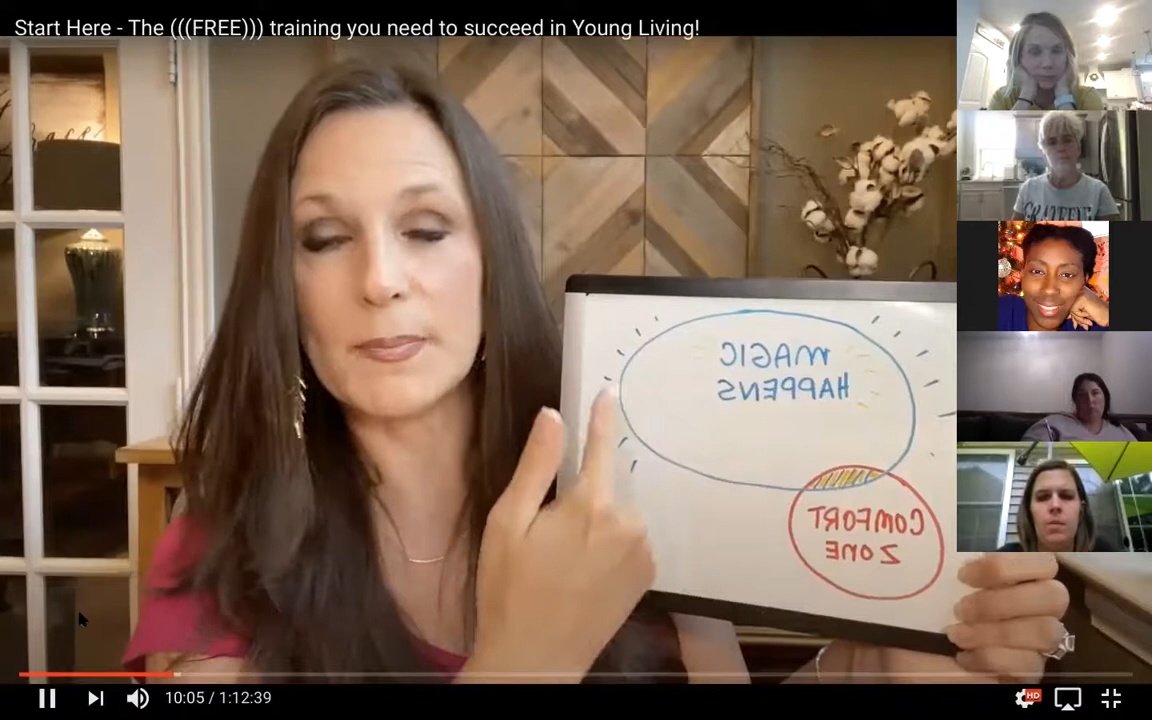 Start Here - The (((FREE))) training you need to succeed in Young Living!
MAGIC
HAPPENS
COMFORT
ZONE
10:05 / 1:12:39
HD